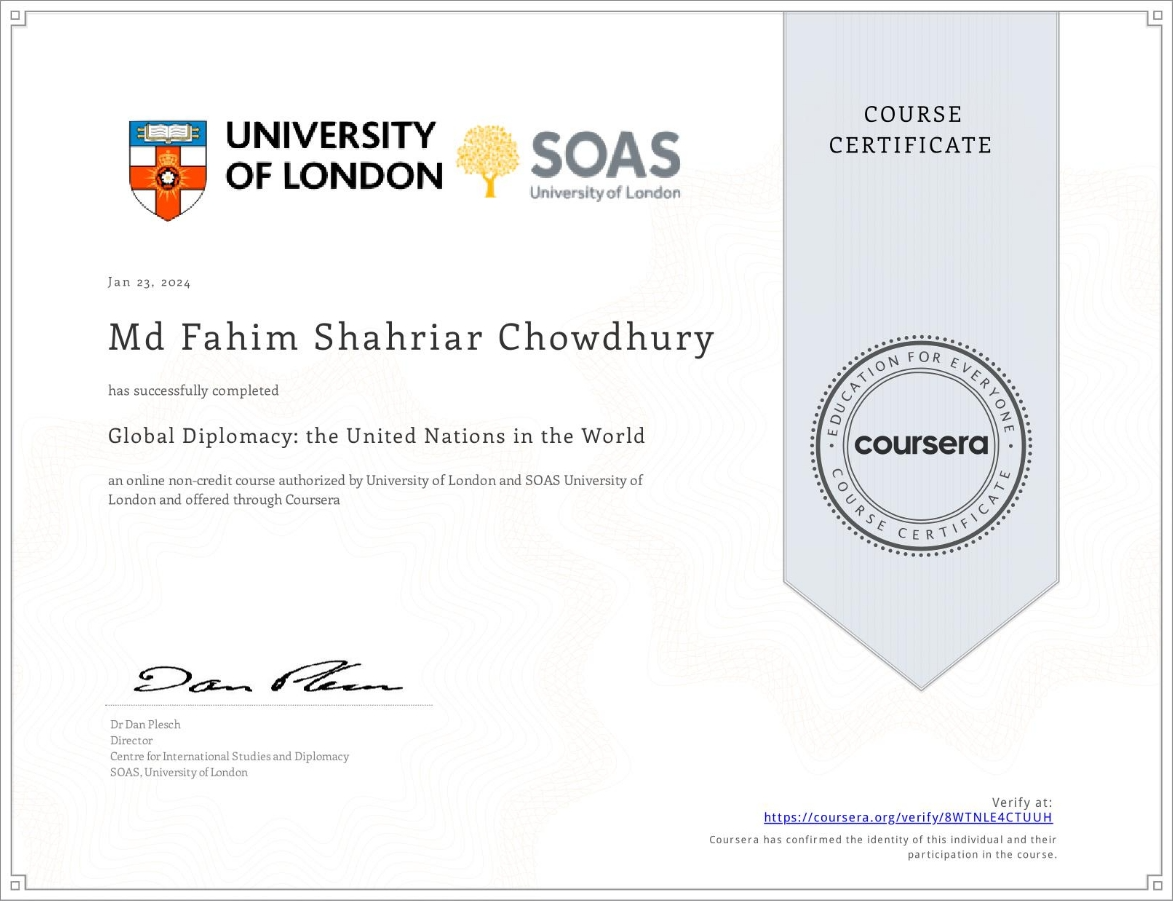 UNIVERSITY
OF LONDON
SOAS
University of London
COURSE
CERTIFICATE
Jan 23, 2024
Md Fahim Shahriar Chowdhury
has successfully completed
Global Diplomacy: the United Nations in the World
an online non-credit course authorized by University of London and SOAS University of
London and offered through Coursera
EDUCATION FOR EVERYONE
coursera
COURSE CERTIFICATE
Dan Plesch
Dr Dan Plesch
Director
Centre for International Studies and Diplomacy
SOAS, University of London
Verify at:
https://coursera.org/verify/8WTNLE4CTUUH
Coursera has confirmed the identity of this individual and their
participation in the course.